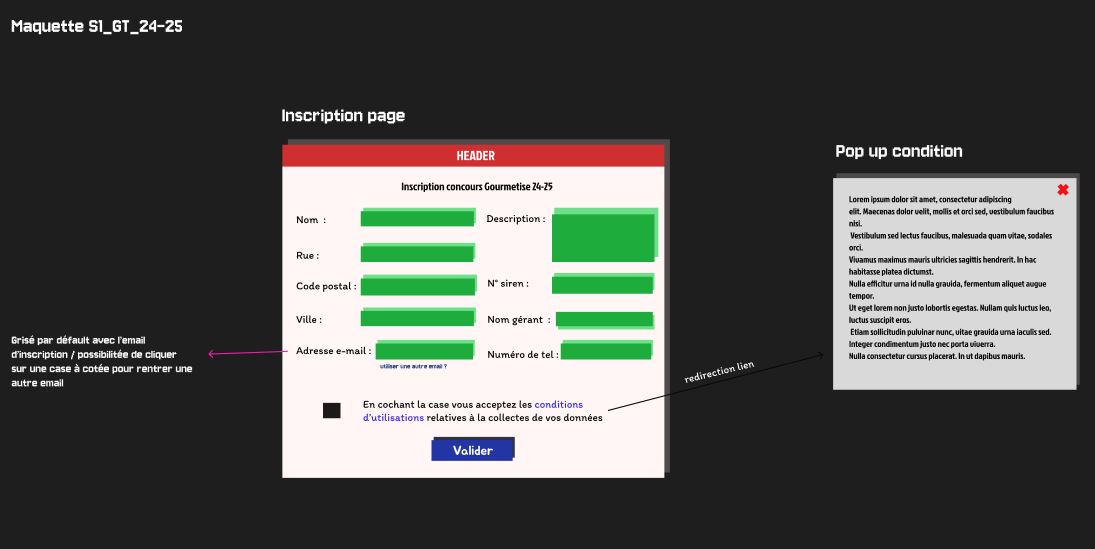 Maquette S1_GT_24-25
Inscription page
HEADER
Inscription concours Gourmetise 24-25
Nom :
Description :
Rue :
Code postal :
N° siren :
Ville :
Nom gérant :
Adresse e-mail :
Numéro de tel :
utiliser une autre email ?
En cochant la case vous acceptez les conditions
d'utilisations relatives à la collectes de vos données
Valider
Grisé par défault avec l'email
d'inscription / possibilitée de cliquer
sur une case à cotée pour rentrer une
autre email
redirection lien
Pop up condition
Lorem ipsum dolor sit amet, consectetur adipiscing
elit. Maecenas dolor velit, mollis et orci sed, vestibulum faucibus
nisi.
Vestibulum sed lectus faucibus, malesuada quam vitae, sodales
orci.
Vivamus maximus mauris ultricies sagittis hendrerit. In hac
habitasse platea dictumst.
Nulla efficitur urna id nulla gravida, fermentum aliquet augue
tempor.
Ut eget lorem non justo lobortis egestas. Nullam quis luctus leo,
luctus suscipit eros.
Etiam sollicitudin pulvinar nunc, vitae gravida urna iaculis sed.
Integer condimentum justo nec porta viverra.
Nulla consectetur cursus placerat. In ut dapibus mauris.